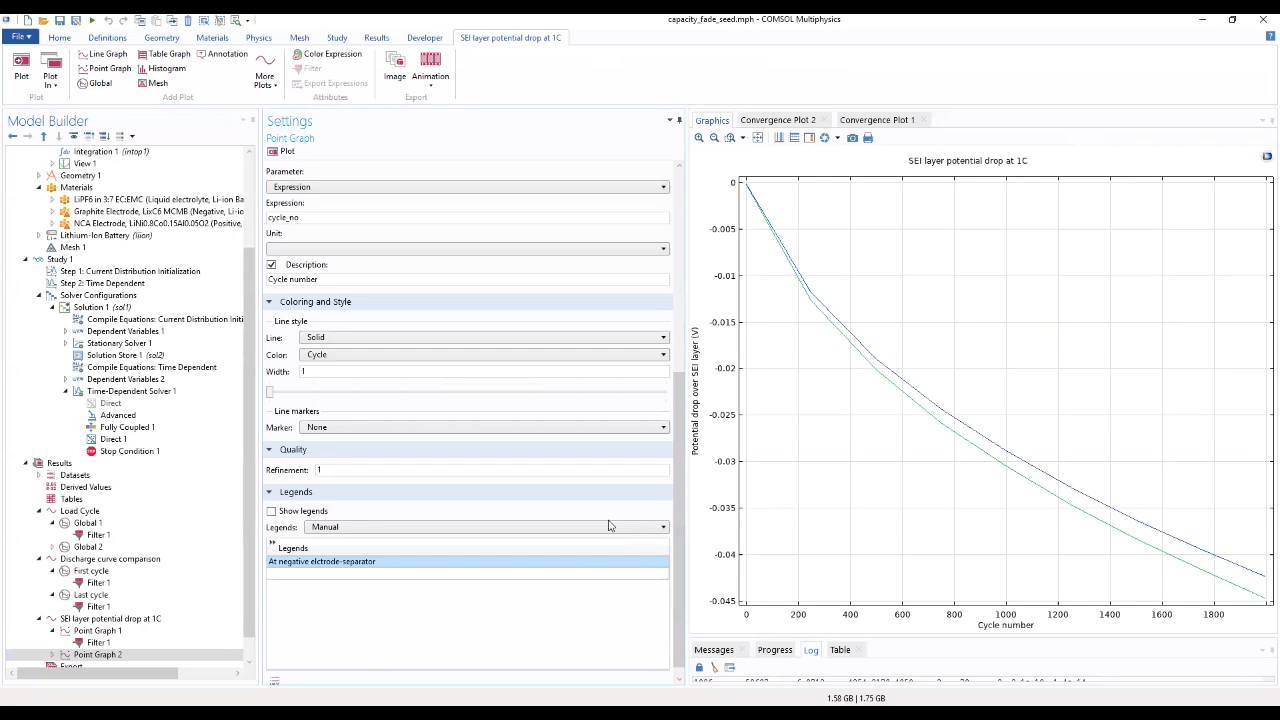 capacity_fade_seed.mph - COMSOL Multiphysics
File
Home
Definitions
Geometry
Materials
Physics
Mesh
Study
Results
Developer
SEI layer potential drop at 1C
Plot
Plot
In
Plot
Line Graph
Point Graph
Global
Table Graph
Histogram
Mesh
Annotation
More
Plots
Add Plot
Color Expression
Filter
Export Expressions
Attributes
Image
Animation
Export
Model Builder
Integration 1 (intop1)
View 1
Geometry 1
Materials
LiPF6 in 3:7 EC:EMC (Liquid electrolyte, Li-ion Ba
Graphite Electrode, LixC6 MCMB (Negative, Li-io
NCA Electrode, LiNi0.8Co0.15Al0.05O2 (Positive,
Lithium-Ion Battery (liion)
Mesh 1
Study 1
Step 1: Current Distribution Initialization
Step 2: Time Dependent
Solver Configurations
Solution 1 (sol1)
Compile Equations: Current Distribution Initi
Dependent Variables 1
Stationary Solver 1
Solution Store 1 (sol2)
Compile Equations: Time Dependent
Dependent Variables 2
Time-Dependent Solver 1
Direct
Advanced
Fully Coupled 1
Direct 1
Stop Condition 1
Results
Datasets
Derived Values
Tables
Load Cycle
Global 1
Filter 1
Global 2
Discharge curve comparison
First cycle
Filter 1
Last cycle
Filter 1
SEI layer potential drop at 1C
Point Graph 1
Filter 1
Point Graph 2
Settings
Point Graph
Plot
Parameter:
Expression
Expression:
cycle_no
Unit:
Description:
Cycle number
Coloring and Style
Line style
Line: Solid
Color: Cycle
Width: 1
Line markers
Marker: None
Quality
Refinement: 1
Legends
Show legends
Legends: Manual
Legends
At negative elctrode-separator
Graphics
Convergence Plot 2
Convergence Plot 1
SEI layer potential drop at 1C
0
-0.005
-0.01
-0.015
-0.02
-0.025
-0.03
-0.035
-0.04
-0.045
Potential drop over SEI layer (V)
0 200 400 600 800 1000 1200 1400 1600 1800
Cycle number
Messages
Progress
Log
Table
1.58 GB | 1.75 GB